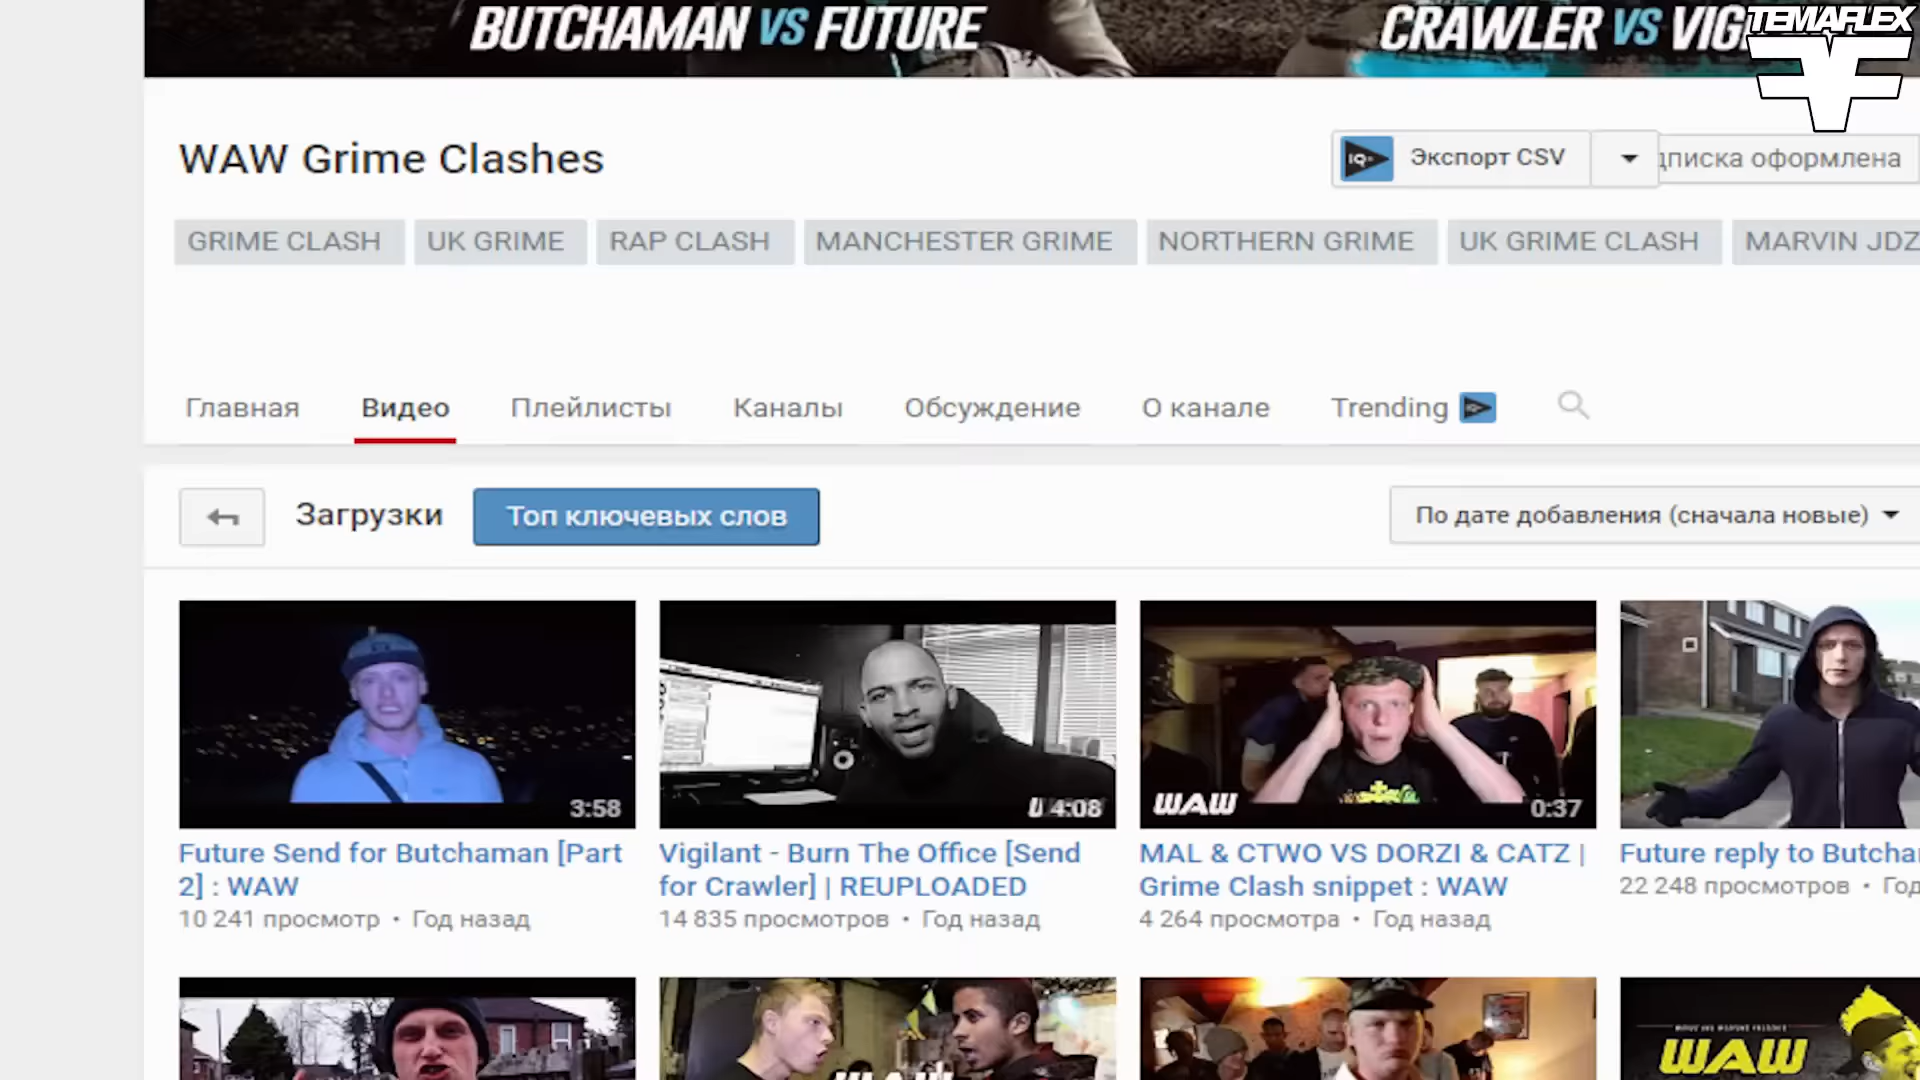 BUTCHAMAN VS FUTURE
CRAWLER VS VIG
TEMAFLEX
WAW Grime Clashes
IQ
Экспорт CSV
дписка оформлена
GRIME CLASH
UK GRIME
RAP CLASH
MANCHESTER GRIME
NORTHERN GRIME
UK GRIME CLASH
MARVIN JDZ
Главная
Видео
Плейлисты
Каналы
Обсуждение
О канале
Trending
Загрузки
Топ ключевых слов
По дате добавления (сначала новые)
3:58
4:08
WAW
0:37
Future Send for Butchaman [Part
2] : WAW
10 241 просмотр • Год назад
Vigilant - Burn The Office [Send
for Crawler] | REUPLOADED
14 835 просмотров • Год назад
MAL & CTWO VS DORZI & CATZ |
Grime Clash snippet : WAW
4 264 просмотра • Год назад
Future reply to Butcha
22 248 просмотров • Год
WAW
WAW